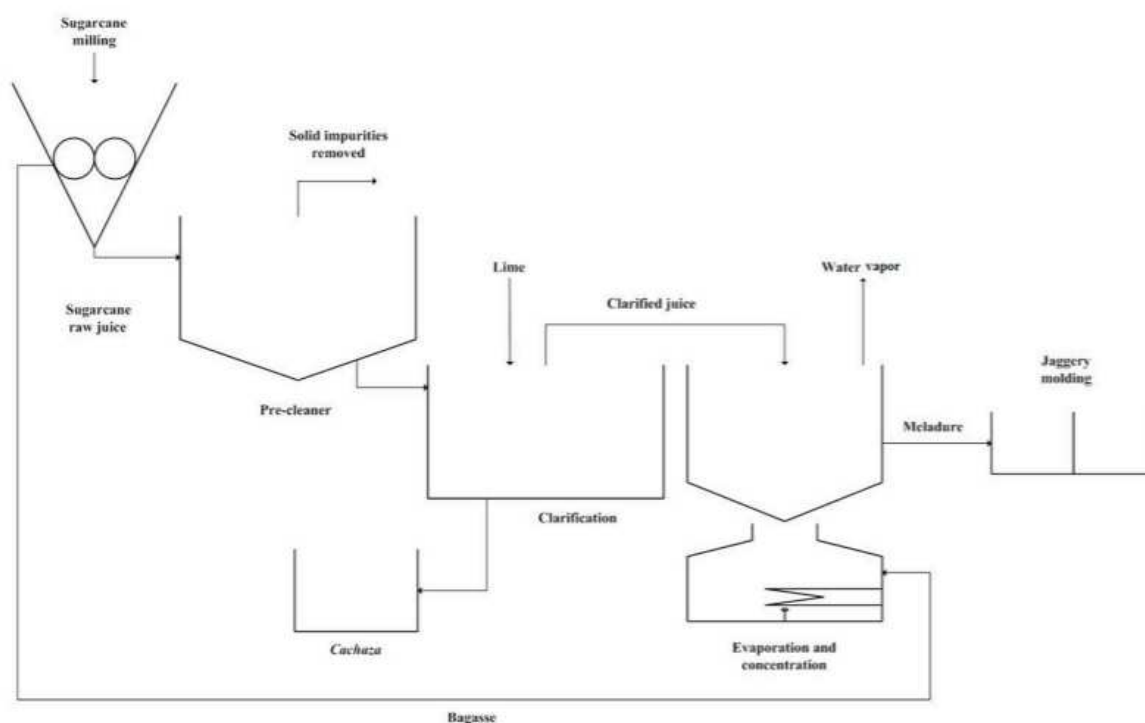 Sugarcane
milling
Solid impurities
removed
Sugarcane
raw juice
Pre-cleaner
Lime
Clarified juice
Water vapor
Clarification
Cachaza
Meladure
Jaggery
molding
Evaporation and
concentration
Bagasse